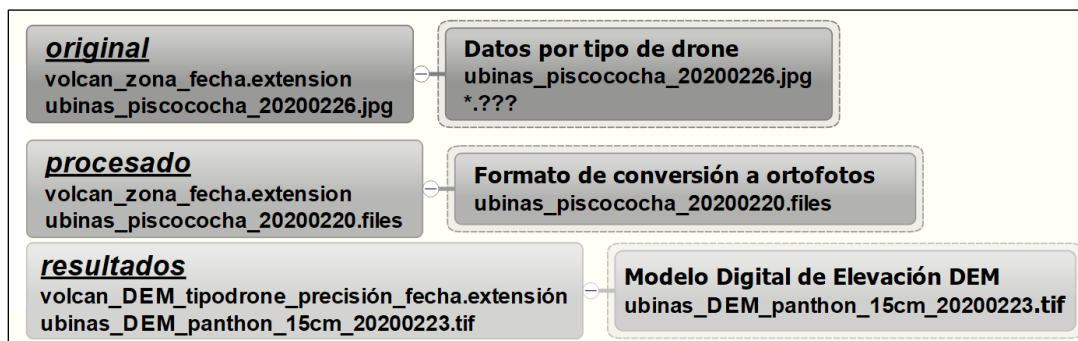 original
volcan_zona_fecha.extension
ubinas_piscococha_20200226.jpg
Datos por tipo de drone
ubinas_piscococha_20200226.jpg
*.???
procesado
volcan_zona_fecha.extension
ubinas_piscococha_20200220.files
Formato de conversión a ortofotos
ubinas_piscococha_20200220.files
resultados
volcan_DEM_tipodrone_precisión_fecha.extensión
ubinas_DEM_panthon_15cm_20200223.tif
Modelo Digital de Elevación DEM
ubinas_DEM_panthon_15cm_20200223.tif